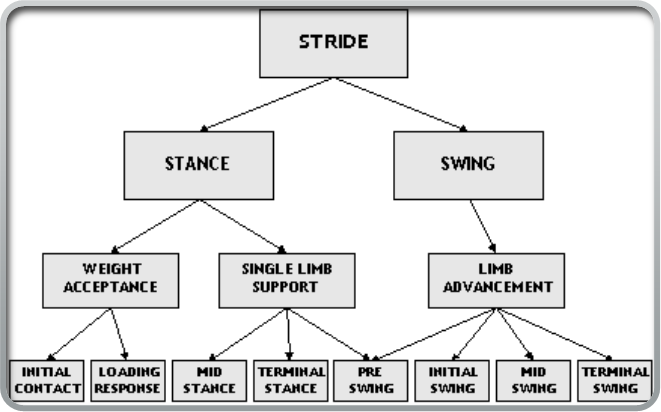 STRIDE
STANCE
SWING
WEIGHT
ACCEPTANCE
SINGLE LIMB
SUPPORT
LIMB
ADVANCEMENT
INITIAL
CONTACT
LOADING
RESPONSE
MID
STANCE
TERMINAL
STANCE
PRE
SWING
INITIAL
SWING
MID
SWING
TERMINAL
SWING